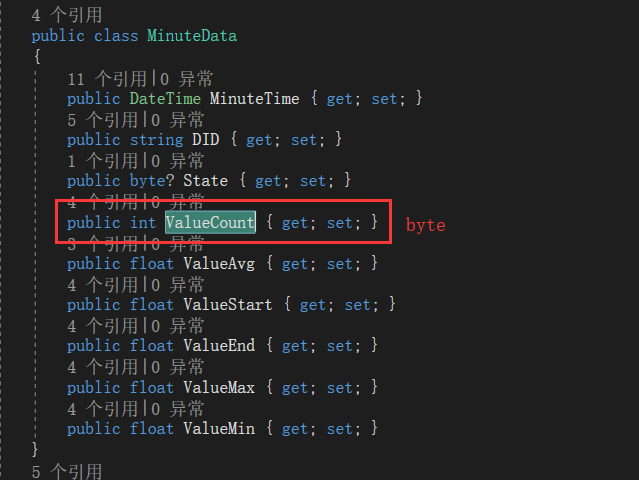 4 个引用
public class MinuteData
{
11 个引用|0 异常
public DateTime MinuteTime { get; set; }
5 个引用|0 异常
public string DID { get; set; }
1 个引用|0 异常
public byte? State { get; set; }
4 个引用|0 异常
public int ValueCount { get; set; } byte
3 个引用|0 异常
public float ValueAvg { get; set; }
4 个引用|0 异常
public float ValueStart { get; set; }
4 个引用|0 异常
public float ValueEnd { get; set; }
4 个引用|0 异常
public float ValueMax { get; set; }
4 个引用|0 异常
public float ValueMin { get; set; }
}
5 个引用